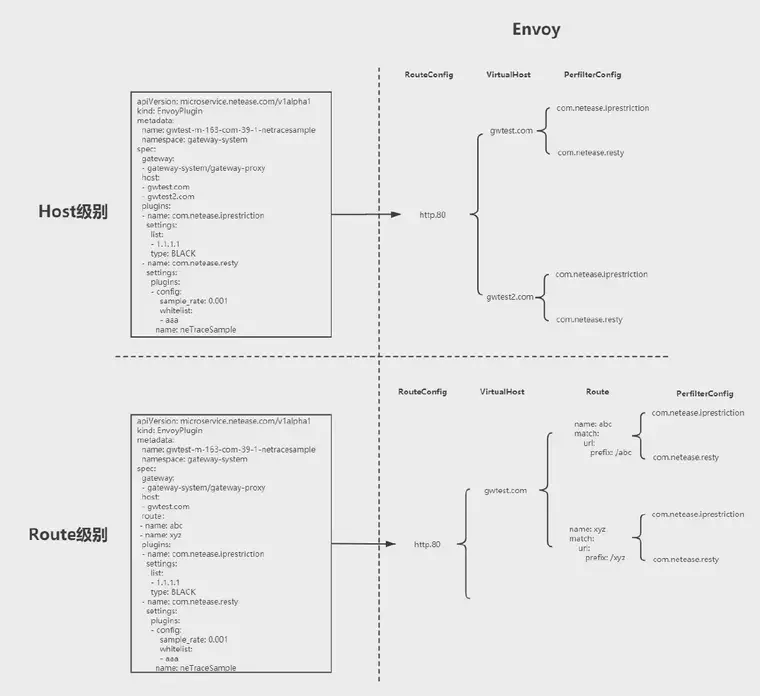 Envoy
RouteConfig VirtualHost PerfilterConfig
Host级别
apiVersion: microservice.netease.com/v1alpha1
kind: EnvoyPlugin
metadata:
name: gwtest-m-163-com-39-1-netracesample
namespace: gateway-system
spec:
gateway:
- gateway-system/gateway-proxy
host:
- gwtest.com
- gwtest2.com
plugins:
- name: com.netease.iprestriction
settings:
list:
- 1.1.1.1
type: BLACK
- name: com.netease.resty
settings:
plugins:
- config:
sample_rate: 0.001
whitelist:
- aaa
name: neTraceSample
http.80
gwtest.com
com.netease.iprestriction
com.netease.resty
gwtest2.com
com.netease.iprestriction
com.netease.resty
RouteConfig VirtualHost Route PerfilterConfig
Route级别
apiVersion: microservice.netease.com/v1alpha1
kind: EnvoyPlugin
metadata:
name: gwtest-m-163-com-39-1-netracesample
namespace: gateway-system
spec:
gateway:
- gateway-system/gateway-proxy
host:
- gwtest.com
route:
- name: abc
- name: xyz
plugins:
- name: com.netease.iprestriction
settings:
list:
- 1.1.1.1
type: BLACK
- name: com.netease.resty
settings:
plugins:
- config:
sample_rate: 0.001
whitelist:
- aaa
name: neTraceSample
http.80
gwtest.com
name: abc
match:
url:
prefix: /abc
com.netease.iprestriction
com.netease.resty
name: xyz
match:
url:
prefix: /xyz
com.netease.iprestriction
com.netease.resty